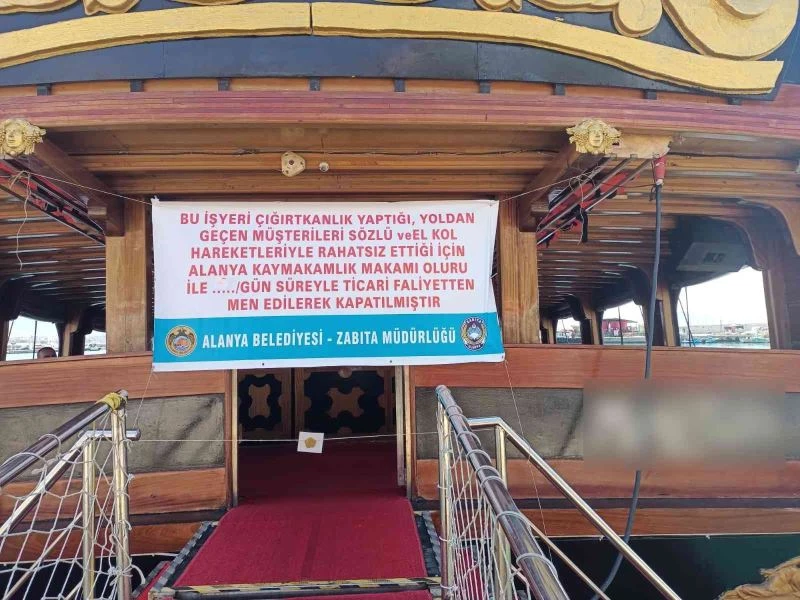 BU İŞYERİ ÇIĞIRTKANLIK YAPTIĞI, YOLDAN
GEÇEN MÜŞTERİLERİ SÖZLÜ veEL KOL
HAREKETLERİYLE RAHATSIZ ETTİĞİ İÇİN
ALANYA KAYMAKAMLIK MAKAMI OLURU
İLE ...../GÜN SÜREYLE TİCARİ FALİYETTEN
MEN EDİLEREK KAPATILMIŞTIR
ALANYA BELEDİYESİ - ZABITA MÜDÜRLÜĞÜ